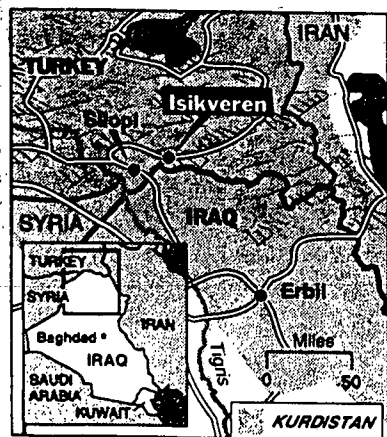 IRAN
TURKEY
Isikveren
Silopi
SYRIA
IRAQ
Erbil
Tigris
Miles
0 50
TURKEY
SYRIA
IRAN
Baghdad
IRAQ
SAUDI
ARABIA
KUWAIT
KURDISTAN